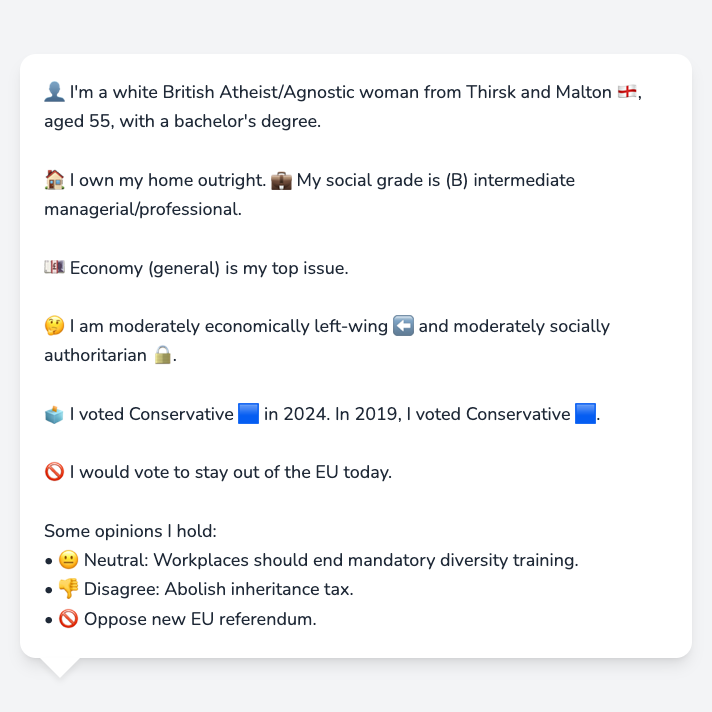 👤 I'm a white British Atheist/Agnostic woman from Thirsk and Malton 🏴󠁧󠁢󠁥󠁮󠁧󠁿,
aged 55, with a bachelor's degree.
🏠 I own my home outright. 💼 My social grade is (B) intermediate
managerial/professional.
💷 Economy (general) is my top issue.
🤔 I am moderately economically left-wing ⬅️ and moderately socially
authoritarian 🔒.
🗳️ I voted Conservative 🟦 in 2024. In 2019, I voted Conservative 🟦.
🚫 I would vote to stay out of the EU today.
Some opinions I hold:
• 😐 Neutral: Workplaces should end mandatory diversity training.
• 👎 Disagree: Abolish inheritance tax.
• 🚫 Oppose new EU referendum.